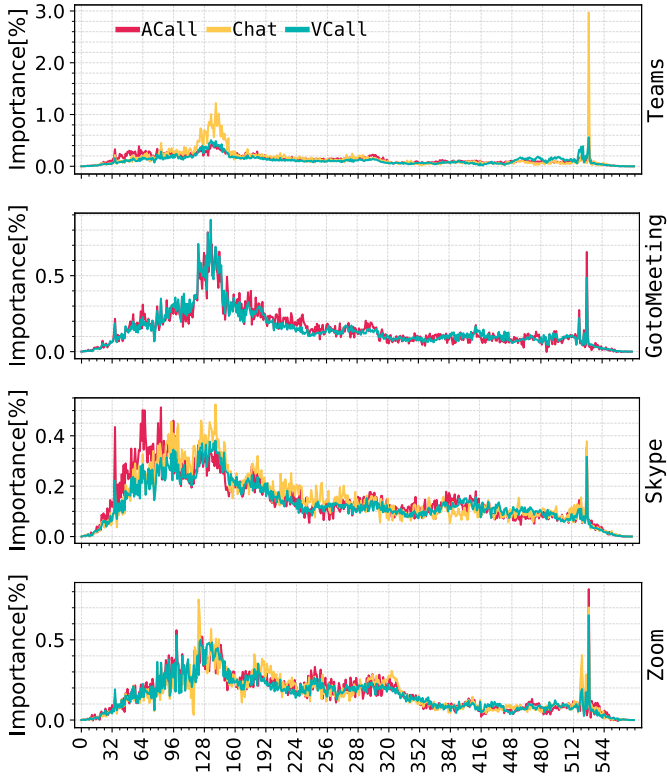 ACall Chat VCall
Importance[%]
3.0
2.0
1.0
0.0
Teams
Importance[%]
0.5
0.0
GotoMeeting
Importance[%]
0.4
0.2
0.0
Skype
Importance[%]
0.5
0.0
Zoom
0 32 64 96 128 160 192 224 256 288 320 352 384 416 448 480 512 544